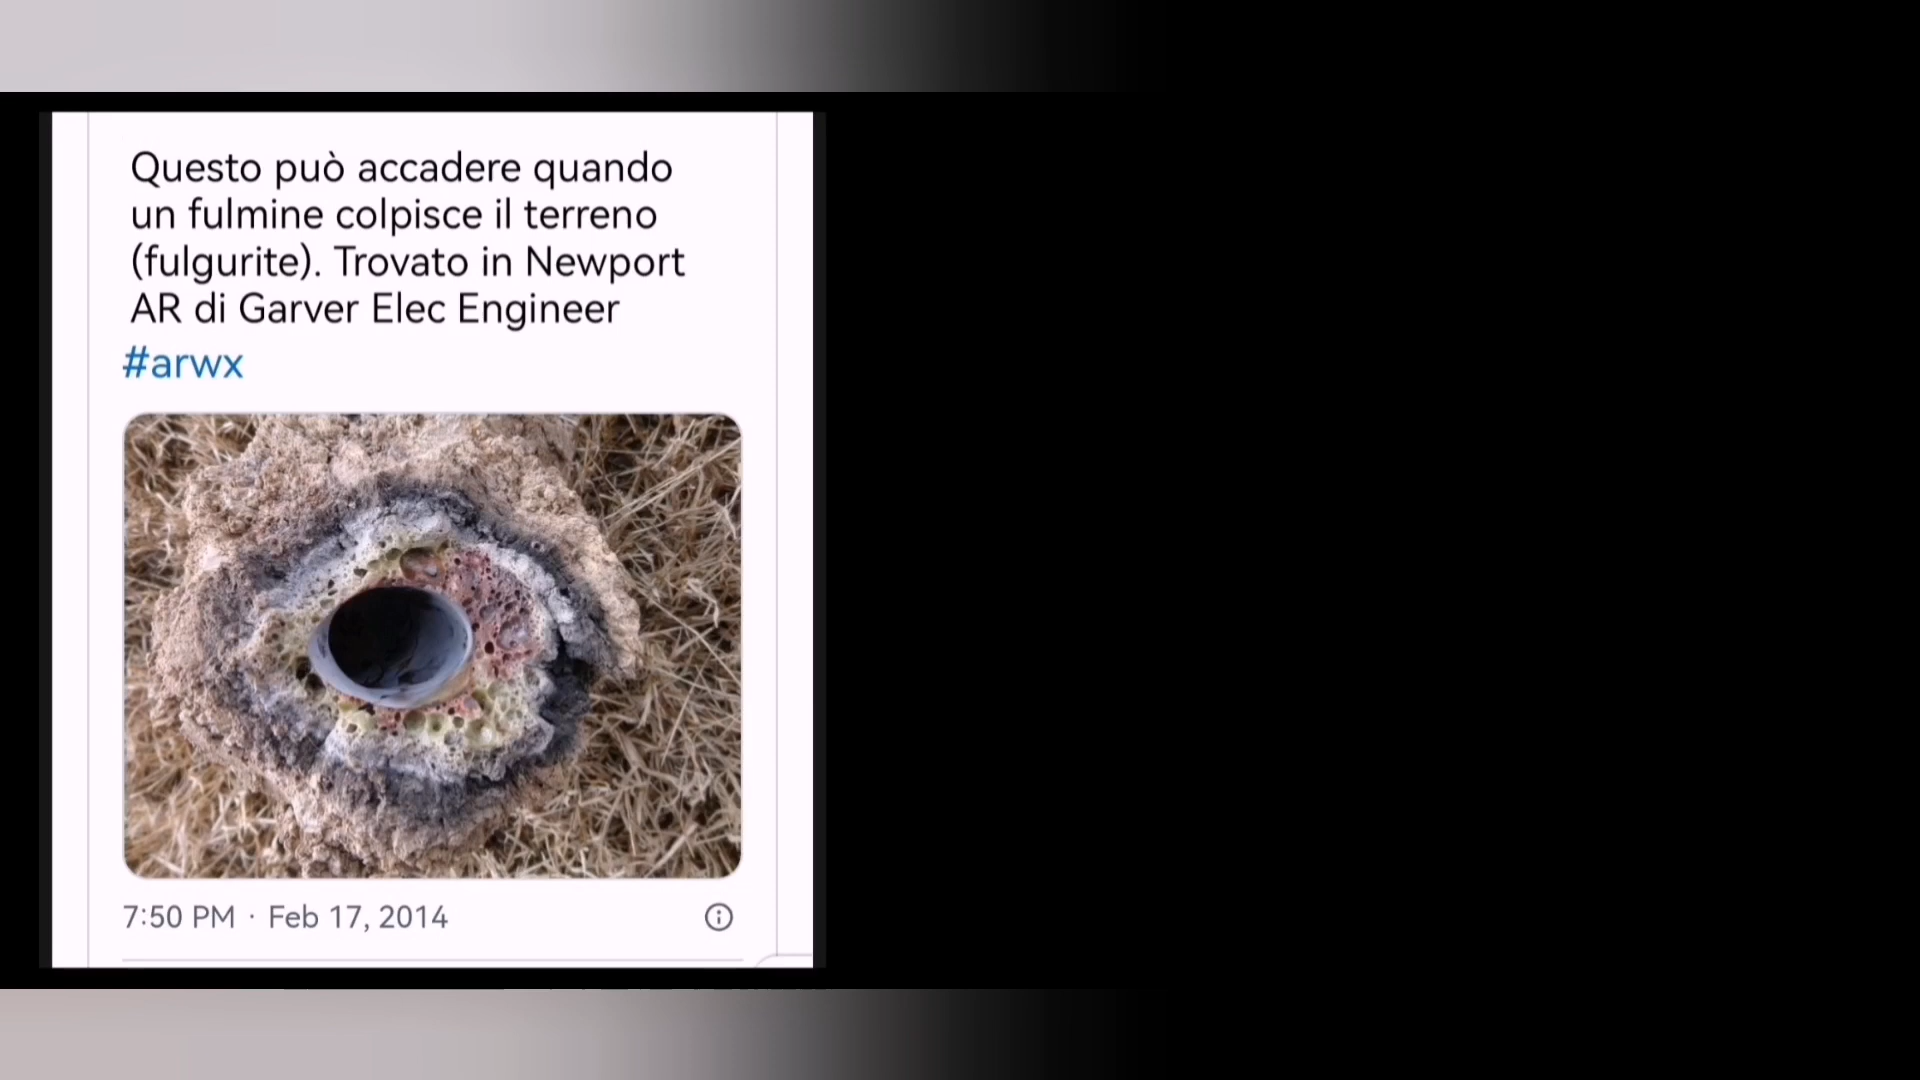 Questo può accadere quando
un fulmine colpisce il terreno
(fulgurite). Trovato in Newport
AR di Garver Elec Engineer
#arwx
7:50 PM · Feb 17, 2014